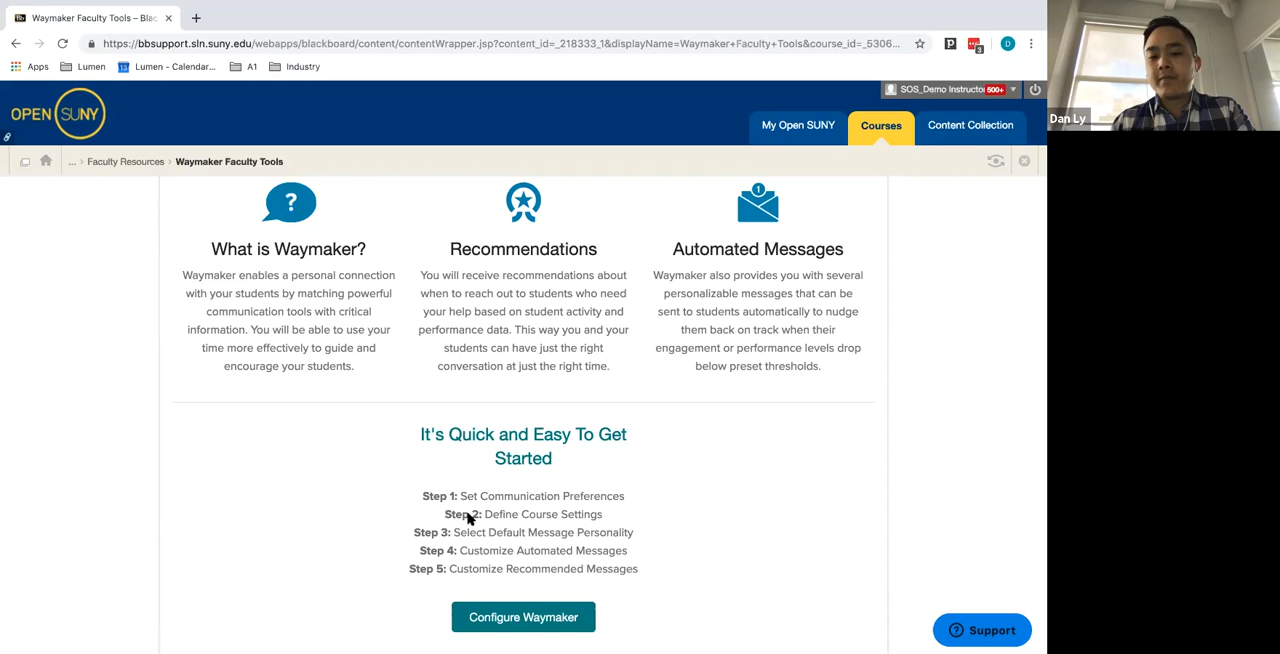 Waymaker Faculty Tools – Blac
https://bbsupport.sln.suny.edu/webapps/blackboard/content/contentWrapper.jsp?content_id=_218333_1&displayName=Waymaker+Faculty+Tools&course_id=_5306...
P
3
D
Apps
Lumen
Lumen - Calendar...
A1
Industry
OPEN SUNY
SOS_Demo Instructo 500+
My Open SUNY
Courses
Content Collection
... Faculty Resources > Waymaker Faculty Tools
Dan Ly
?
1
What is Waymaker?
Waymaker enables a personal connection
with your students by matching powerful
communication tools with critical
information. You will be able to use your
time more effectively to guide and
encourage your students.
Recommendations
You will receive recommendations about
when to reach out to students who need
your help based on student activity and
performance data. This way you and your
students can have just the right
conversation at just the right time.
Automated Messages
Waymaker also provides you with several
personalizable messages that can be
sent to students automatically to nudge
them back on track when their
engagement or performance levels drop
below preset thresholds.
It's Quick and Easy To Get
Started
Step 1: Set Communication Preferences
Step 2: Define Course Settings
Step 3: Select Default Message Personality
Step 4: Customize Automated Messages
Step 5: Customize Recommended Messages
Configure Waymaker
? Support